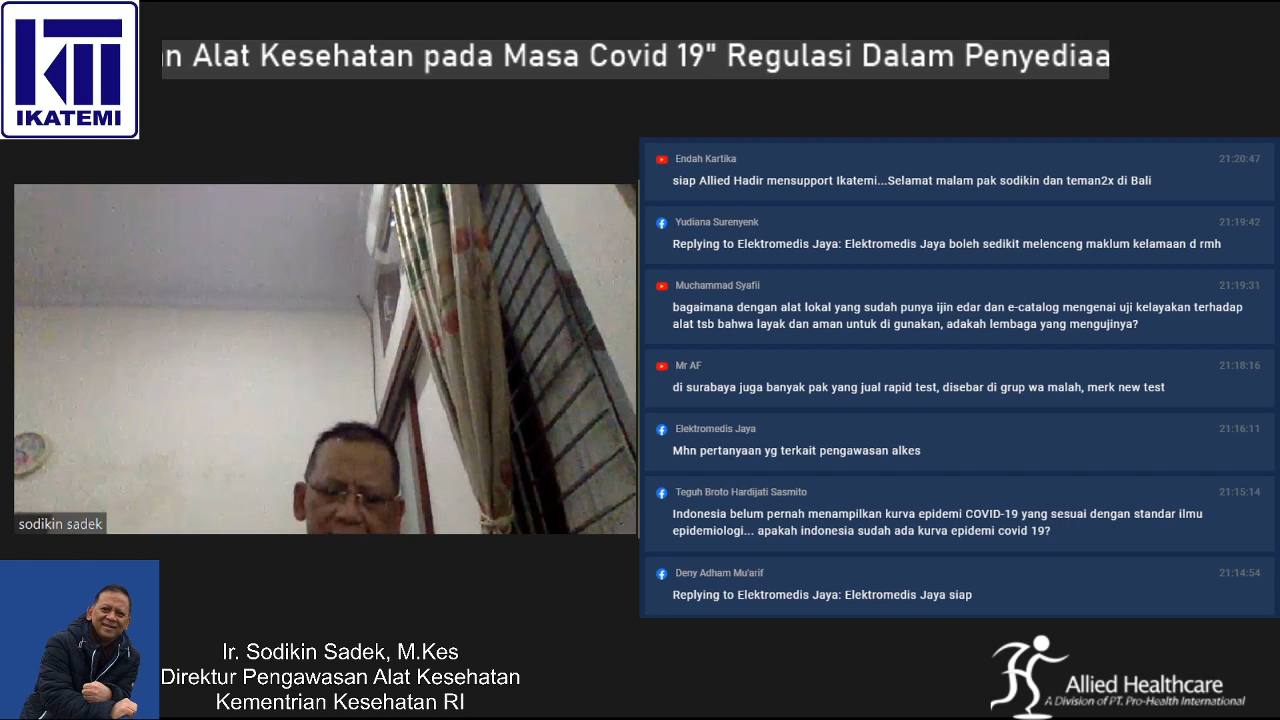 IKATEMI
n Alat Kesehatan pada Masa Covid 19" Regulasi Dalam Penyediaa
Endah Kartika 21:20:47
siap Allied Hadir mensupport Ikatemi...Selamat malam pak sodikin dan teman2x di Bali
Yudiana Surenyenk 21:19:42
Replying to Elektromedis Jaya: Elektromedis Jaya boleh sedikit melenceng maklum kelamaan d rmh
Muchammad Syafii 21:19:31
bagaimana dengan alat lokal yang sudah punya ijin edar dan e-catalog mengenai uji kelayakan terhadap
alat tsb bahwa layak dan aman untuk di gunakan, adakah lembaga yang mengujinya?
Mr AF 21:18:16
di surabaya juga banyak pak yang jual rapid test, disebar di grup wa malah, merk new test
Elektromedis Jaya 21:16:11
Mhn pertanyaan yg terkait pengawasan alkes
Teguh Broto Hardijati Sasmito 21:15:14
Indonesia belum pernah menampilkan kurva epidemi COVID-19 yang sesuai dengan standar ilmu
epidemiologi... apakah indonesia sudah ada kurva epidemi covid 19?
Deny Adham Mu'arif 21:14:54
Replying to Elektromedis Jaya: Elektromedis Jaya siap
sodikin sadek
Ir. Sodikin Sadek, M.Kes
Direktur Pengawasan Alat Kesehatan
Kementrian Kesehatan RI
Allied Healthcare
A Division of PT. Pro-Health International